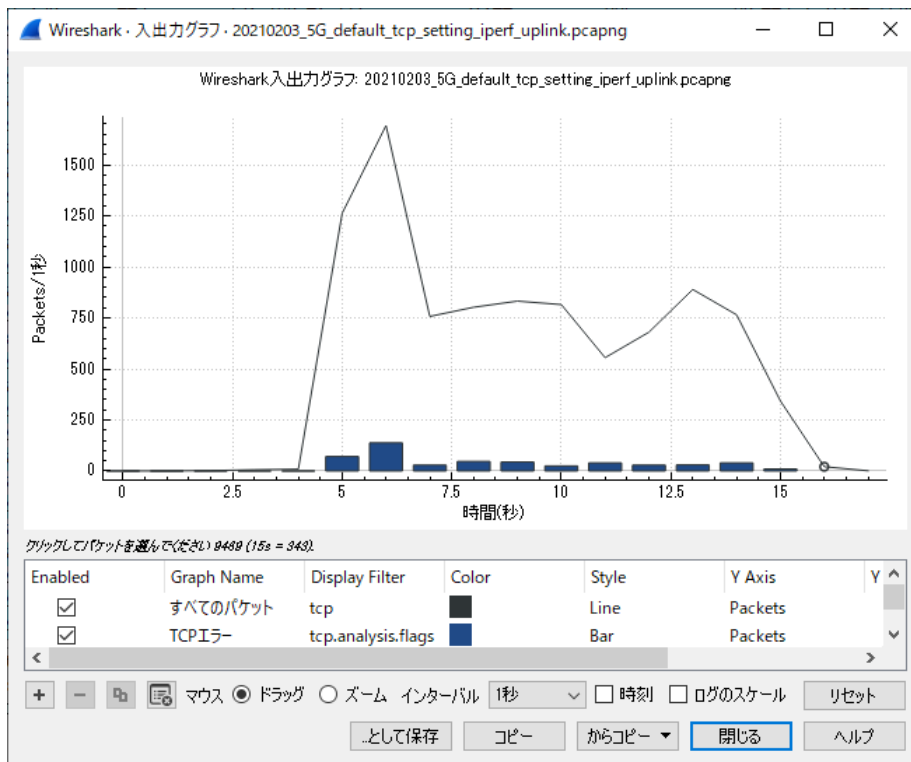 Wireshark · 入出力グラフ · 20210203_5G_default_tcp_setting_iperf_uplink.pcapng
Wireshark入出力グラフ: 20210203_5G_default_tcp_setting_iperf_uplink.pcapng
Packets/1秒
1500
1250
1000
750
500
250
0
0 2.5 5 7.5 10 12.5 15
時間(秒)
クリックしてパケットを選んでください 9489 (15s = 343).
Enabled Graph Name Display Filter Color Style Y Axis Y
すべてのパケット tcp Line Packets
TCPエラー tcp.analysis.flags Bar Packets
マウス ドラッグ ズーム インターバル 1秒 時刻 ログのスケール リセット
..として保存 コピー からコピー 閉じる ヘルプ